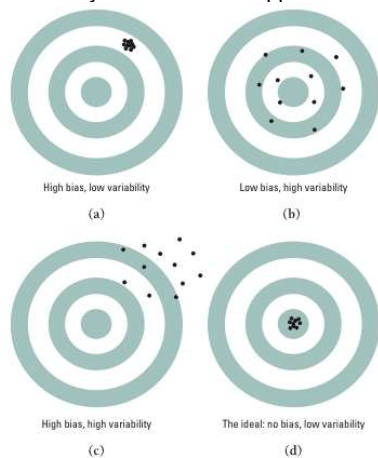 High bias, low variability
(a)
Low bias, high variability
(b)
High bias, high variability
(c)
The ideal: no bias, low variability
(d)